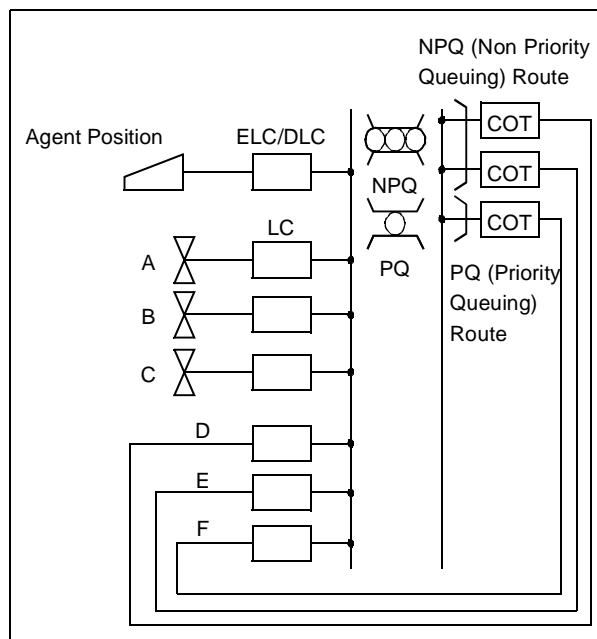 NPQ (Non Priority
Queuing) Route
Agent Position
ELC/DLC
COT
NPQ
COT
COT
LC
PQ
PQ (Priority
Queuing)
Route
A
B
C
D
E
F